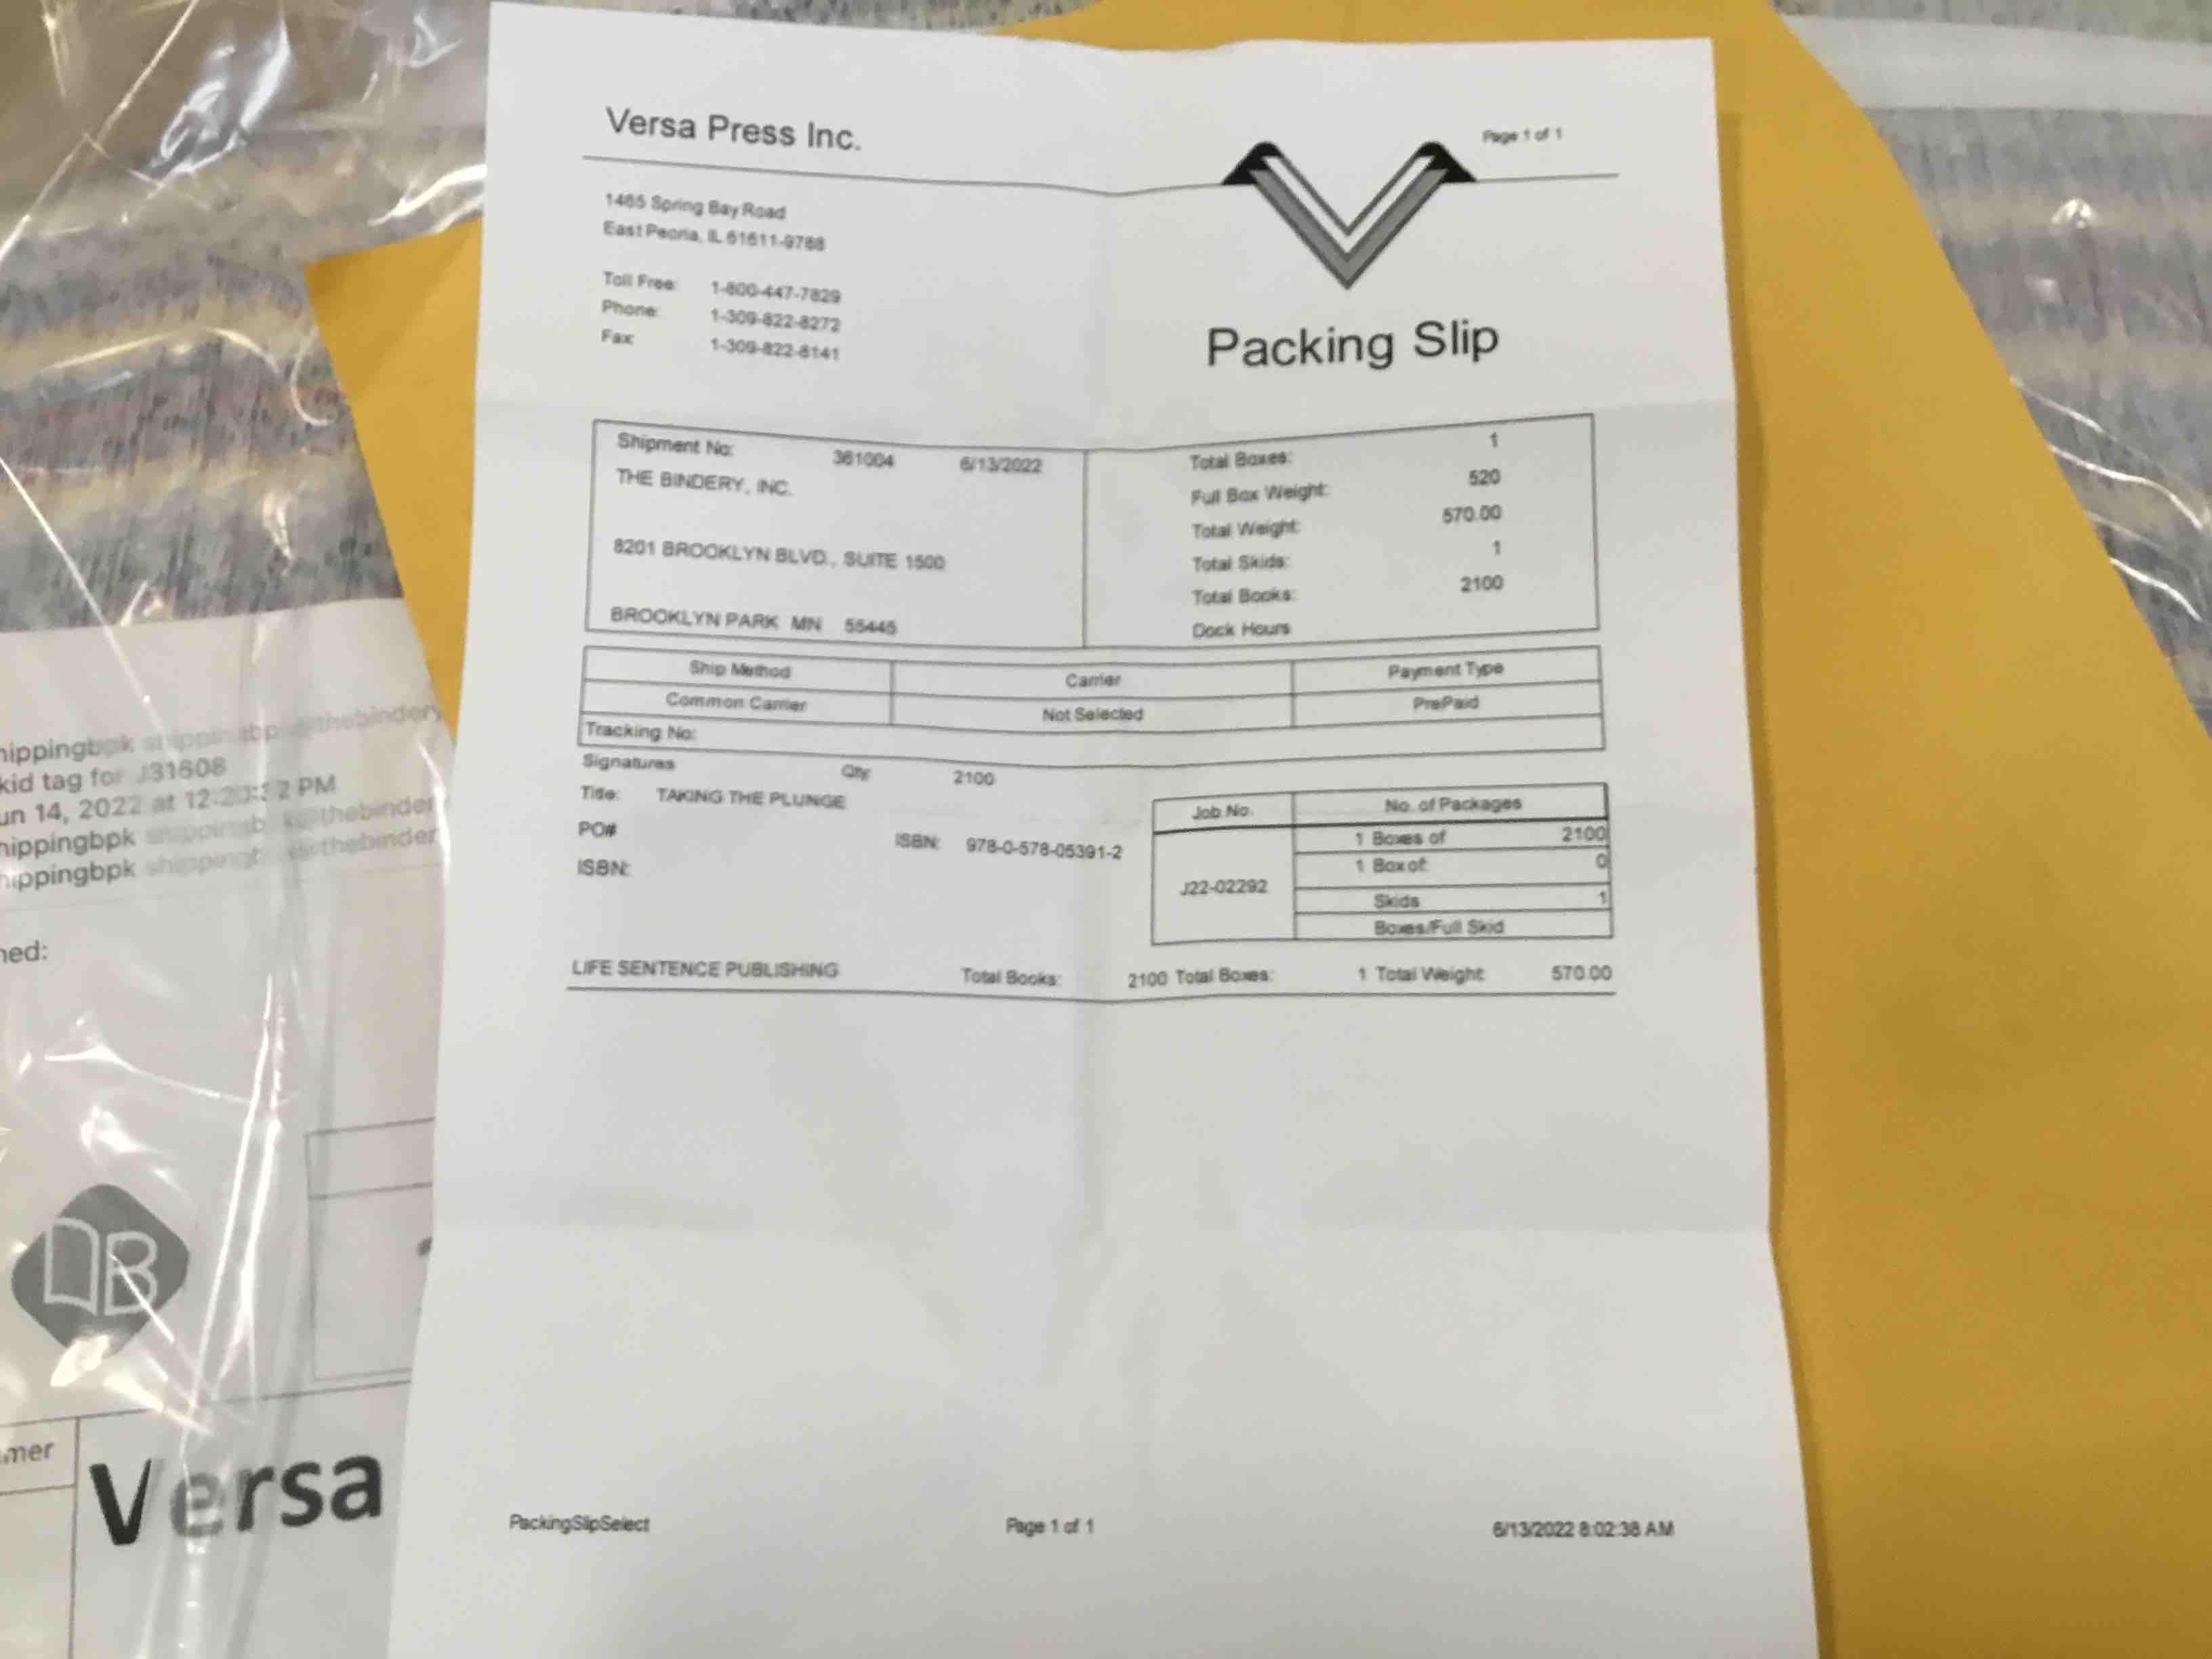 Versa Press Inc.
Page 1 of 1
1465 Spring Bay Road
East Peoria, IL 61611-9788
Toll Free: 1-800-447-7829
Phone: 1-309-822-8272
Fax: 1-309-822-8141
Packing Slip
Shipment No: 361004 6/13/2022
THE BINDERY, INC.
8201 BROOKLYN BLVD., SUITE 1500
BROOKLYN PARK MN 55445
Total Boxes: 1
Full Box Weight: 520
Total Weight: 570.00
Total Skids: 1
Total Books: 2100
Dock Hours
Ship Method Carrier Payment Type
Common Carrier Not Selected PrePaid
Tracking No:
Signatures Qty: 2100
Title: TAKING THE PLUNGE
PO#
ISBN: 978-0-578-05391-2
ISBN:
Job No. No. of Packages
J22-02292
1 Boxes of 2100
1 Box of: 0
Skids 1
Boxes/Full Skid
LIFE SENTENCE PUBLISHING Total Books: 2100 Total Boxes: 1 Total Weight: 570.00
PackingSlipSelect Page 1 of 1 6/13/2022 8:02:38 AM
hippingbpk
kid tag for J31608
un 14, 2022 at PM
hippingbpk
hippingbpk
ned:
B
mer
Versa